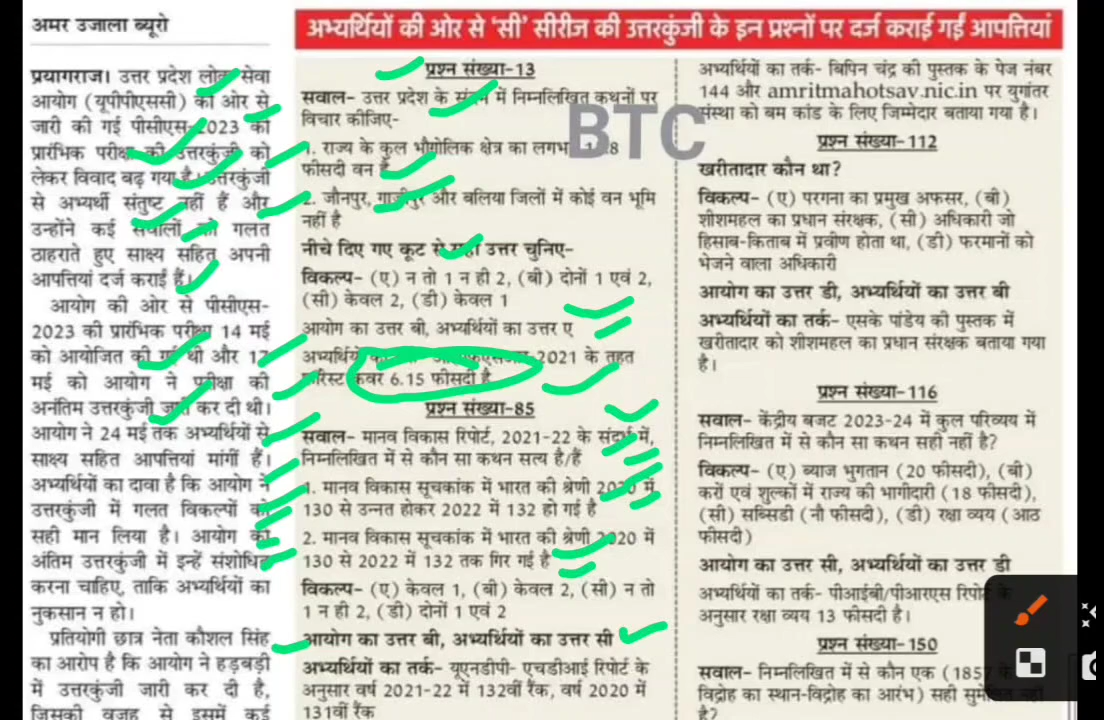 अमर उजाला ब्यूरो
प्रयागराज। उत्तर प्रदेश लोक सेवा
आयोग (यूपीपीएससी) की ओर से
जारी की गई पीसीएस-2023 की
प्रारंभिक परीक्षा की उत्तरकुंजी को
लेकर विवाद बढ़ गया है। उत्तरकुंजी
से अभ्यर्थी संतुष्ट नहीं हैं और
उन्होंने कई सवालों को गलत
ठहराते हुए साक्ष्य सहित अपनी
आपत्तियां दर्ज कराई हैं।
आयोग की ओर से पीसीएस-
2023 की प्रारंभिक परीक्षा 14 मई
को आयोजित की गई थी और 17
मई को आयोग ने परीक्षा की
अनंतिम उत्तरकुंजी जारी कर दी थी।
आयोग ने 24 मई तक अभ्यर्थियों से
साक्ष्य सहित आपत्तियां मांगीं हैं।
अभ्यर्थियों का दावा है कि आयोग ने
उत्तरकुंजी में गलत विकल्पों को
सही मान लिया है। आयोग को
अंतिम उत्तरकुंजी में इन्हें संशोधित
करना चाहिए, ताकि अभ्यर्थियों का
नुकसान न हो।
प्रतियोगी छात्र नेता कौशल सिंह
का आरोप है कि आयोग ने हड़बड़ी
में उत्तरकुंजी जारी कर दी है,
जिसकी वजह से इसमें कई
अभ्यर्थियों की ओर से 'सी' सीरीज की उत्तरकुंजी के इन प्रश्नों पर दर्ज कराई गईं आपत्तियां
प्रश्न संख्या-13
सवाल- उत्तर प्रदेश के संदर्भ में निम्नलिखित कथनों पर
विचार कीजिए-
1. राज्य के कुल भौगोलिक क्षेत्र का लगभग
फीसदी वन है
2. जौनपुर, गाजीपुर और बलिया जिलों में कोई वन भूमि
नहीं है
नीचे दिए गए कूट से सही उत्तर चुनिए-
विकल्प- (ए) न तो 1 न ही 2, (बी) दोनों 1 एवं 2,
(सी) केवल 2, (डी) केवल 1
आयोग का उत्तर बी, अभ्यर्थियों का उत्तर ए
अभ्यर्थियों 2021 के तहत
फॉरेस्ट कवर 6.15 फीसदी है
प्रश्न संख्या-85
सवाल- मानव विकास रिपोर्ट, 2021-22 के संदर्भ में,
निम्नलिखित में से कौन सा कथन सत्य है/हैं
1. मानव विकास सूचकांक में भारत की श्रेणी 2020 में
130 से उन्नत होकर 2022 में 132 हो गई है
2. मानव विकास सूचकांक में भारत की श्रेणी 2020 में
130 से 2022 में 132 तक गिर गई है
विकल्प- (ए) केवल 1, (बी) केवल 2, (सी) न तो
1 न ही 2, (डी) दोनों 1 एवं 2
आयोग का उत्तर बी, अभ्यर्थियों का उत्तर सी
अभ्यर्थियों का तर्क- यूएनडीपी- एचडीआई रिपोर्ट के
अनुसार वर्ष 2021-22 में 132वीं रैंक, वर्ष 2020 में
131वीं रैंक
BTC
अभ्यर्थियों का तर्क- बिपिन चंद्र की पुस्तक के पेज नंबर
144 और amritmahotsav.nic.in पर युगांतर
संस्था को बम कांड के लिए जिम्मेदार बताया गया है।
प्रश्न संख्या-112
खरीतादार कौन था?
विकल्प- (ए) परगना का प्रमुख अफसर, (बी)
शीशमहल का प्रधान संरक्षक, (सी) अधिकारी जो
हिसाब-किताब में प्रवीण होता था, (डी) फरमानों को
भेजने वाला अधिकारी
आयोग का उत्तर डी, अभ्यर्थियों का उत्तर बी
अभ्यर्थियों का तर्क- एसके पांडेय की पुस्तक में
खरीतादार को शीशमहल का प्रधान संरक्षक बताया गया
है।
प्रश्न संख्या-116
सवाल- केंद्रीय बजट 2023-24 में कुल परिव्यय में
निम्नलिखित में से कौन सा कथन सही नहीं है?
विकल्प- (ए) ब्याज भुगतान (20 फीसदी), (बी)
करों एवं शुल्कों में राज्य की भागीदारी (18 फीसदी),
(सी) सब्सिडी (नौ फीसदी), (डी) रक्षा व्यय (आठ
फीसदी)
आयोग का उत्तर सी, अभ्यर्थियों का उत्तर डी
अभ्यर्थियों का तर्क- पीआईबी/पीआरएस रिपोर्ट के
अनुसार रक्षा व्यय 13 फीसदी है।
प्रश्न संख्या-150
सवाल- निम्नलिखित में से कौन एक (1857 के
विद्रोह का स्थान-विद्रोह का आरंभ) सही सुमेलित नहीं
है?